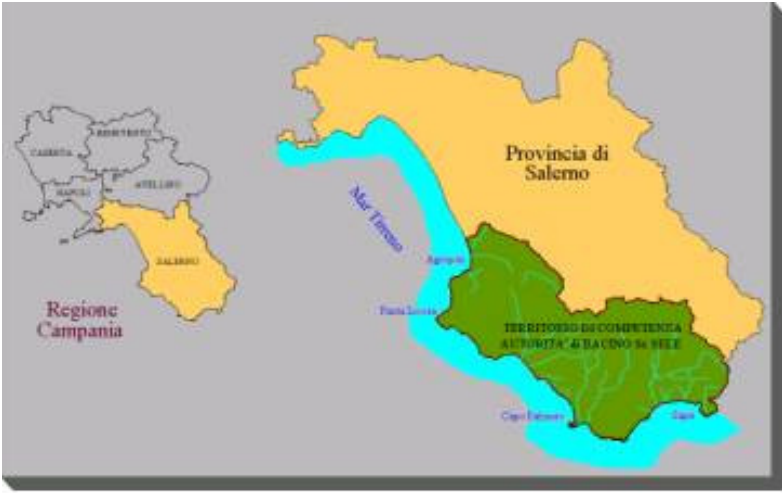 BENEVENTO
CASERTA
NAPOLI
AVELLINO
SALERNO
Regione
Campania
Provincia di
Salerno
Mar Tirreno
Agropoli
Punta Licosa
TERRITORIO DI COMPETENZA
AUTORITA' di BACINO Sx SELE
Capo Palinuro
Sapri